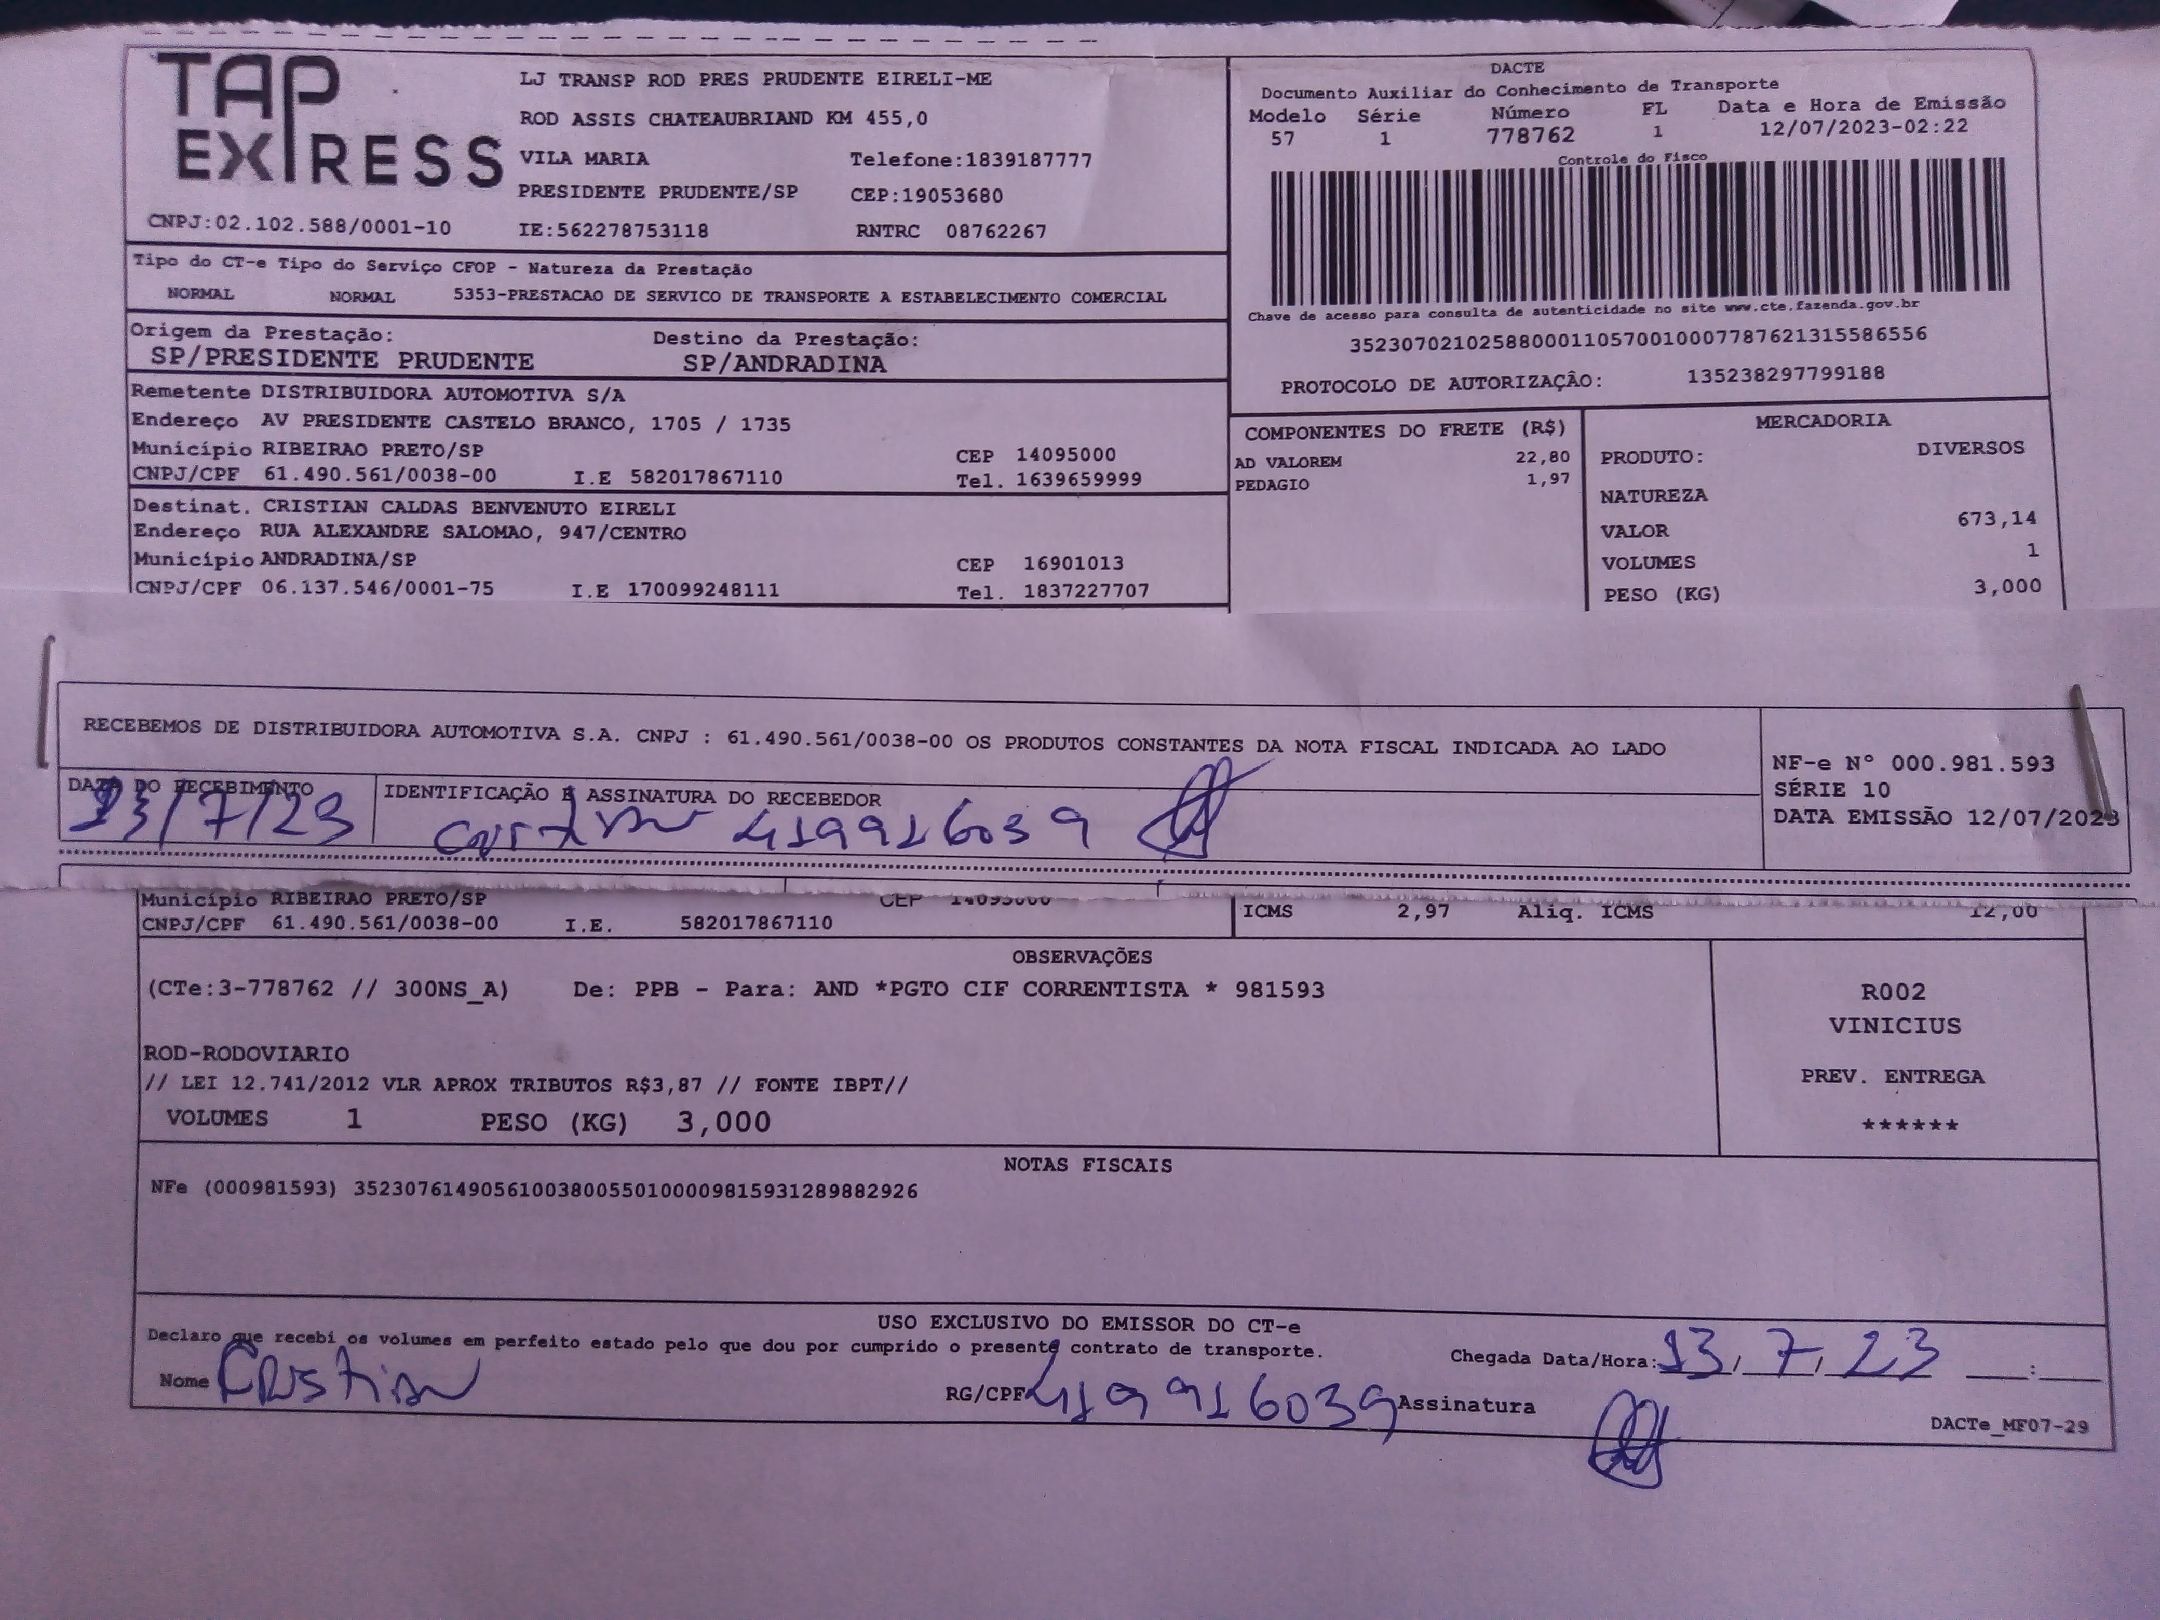 TAP EXPRESS
LJ TRANSP ROD PRES PRUDENTE EIRELI-ME
ROD ASSIS CHATEAUBRIAND KM 455,0
VILA MARIA Telefone:1839187777
PRESIDENTE PRUDENTE/SP CEP:19053680
CNPJ:02.102.588/0001-10 IE:562278753118 RNTRC 08762267
DACTE
Documento Auxiliar do Conhecimento de Transporte
Modelo Série Número FL Data e Hora de Emissão
57 1 778762 1 12/07/2023-02:22
Controle do Fisco
Chave de acesso para consulta de autenticidade no site www.cte.fazenda.gov.br
35230702102588000110570010007787621315586556
PROTOCOLO DE AUTORIZAÇÃO: 135238297799188
Tipo do CT-e Tipo do Serviço CFOP - Natureza da Prestação
NORMAL NORMAL 5353-PRESTACAO DE SERVICO DE TRANSPORTE A ESTABELECIMENTO COMERCIAL
Origem da Prestação: Destino da Prestação:
SP/PRESIDENTE PRUDENTE SP/ANDRADINA
Remetente DISTRIBUIDORA AUTOMOTIVA S/A
Endereço AV PRESIDENTE CASTELO BRANCO, 1705 / 1735
Município RIBEIRAO PRETO/SP CEP 14095000
CNPJ/CPF 61.490.561/0038-00 I.E 582017867110 Tel. 1639659999
Destinat. CRISTIAN CALDAS BENVENUTO EIRELI
Endereço RUA ALEXANDRE SALOMAO, 947/CENTRO
Município ANDRADINA/SP CEP 16901013
CNPJ/CPF 06.137.546/0001-75 I.E 170099248111 Tel. 1837227707
COMPONENTES DO FRETE (R$)
AD VALOREM 22,80
PEDAGIO 1,97
MERCADORIA
PRODUTO: DIVERSOS
NATUREZA
VALOR 673,14
VOLUMES 1
PESO (KG) 3,000
RECEBEMOS DE DISTRIBUIDORA AUTOMOTIVA S.A. CNPJ : 61.490.561/0038-00 OS PRODUTOS CONSTANTES DA NOTA FISCAL INDICADA AO LADO
DATA DO RECEBIMENTO IDENTIFICAÇÃO E ASSINATURA DO RECEBEDOR
13/7/23 Cristian 419916039
NF-e N° 000.981.593
SÉRIE 10
DATA EMISSÃO 12/07/2023
Município RIBEIRAO PRETO/SP CEP 14095000
CNPJ/CPF 61.490.561/0038-00 I.E. 582017867110
ICMS 2,97 Aliq. ICMS 12,00
OBSERVAÇÕES
(CTe:3-778762 // 300NS_A) De: PPB - Para: AND *PGTO CIF CORRENTISTA * 981593
ROD-RODOVIARIO
// LEI 12.741/2012 VLR APROX TRIBUTOS R$3,87 // FONTE IBPT//
VOLUMES 1 PESO (KG) 3,000
R002
VINICIUS
PREV. ENTREGA
******
NOTAS FISCAIS
NFe (000981593) 35230761490561003800550100009815931289882926
USO EXCLUSIVO DO EMISSOR DO CT-e
Declaro que recebi os volumes em perfeito estado pelo que dou por cumprido o presente contrato de transporte.
Chegada Data/Hora: 13/7/23 __:__
Nome Cristian RG/CPF 419916039 Assinatura
DACTe_MF07-29